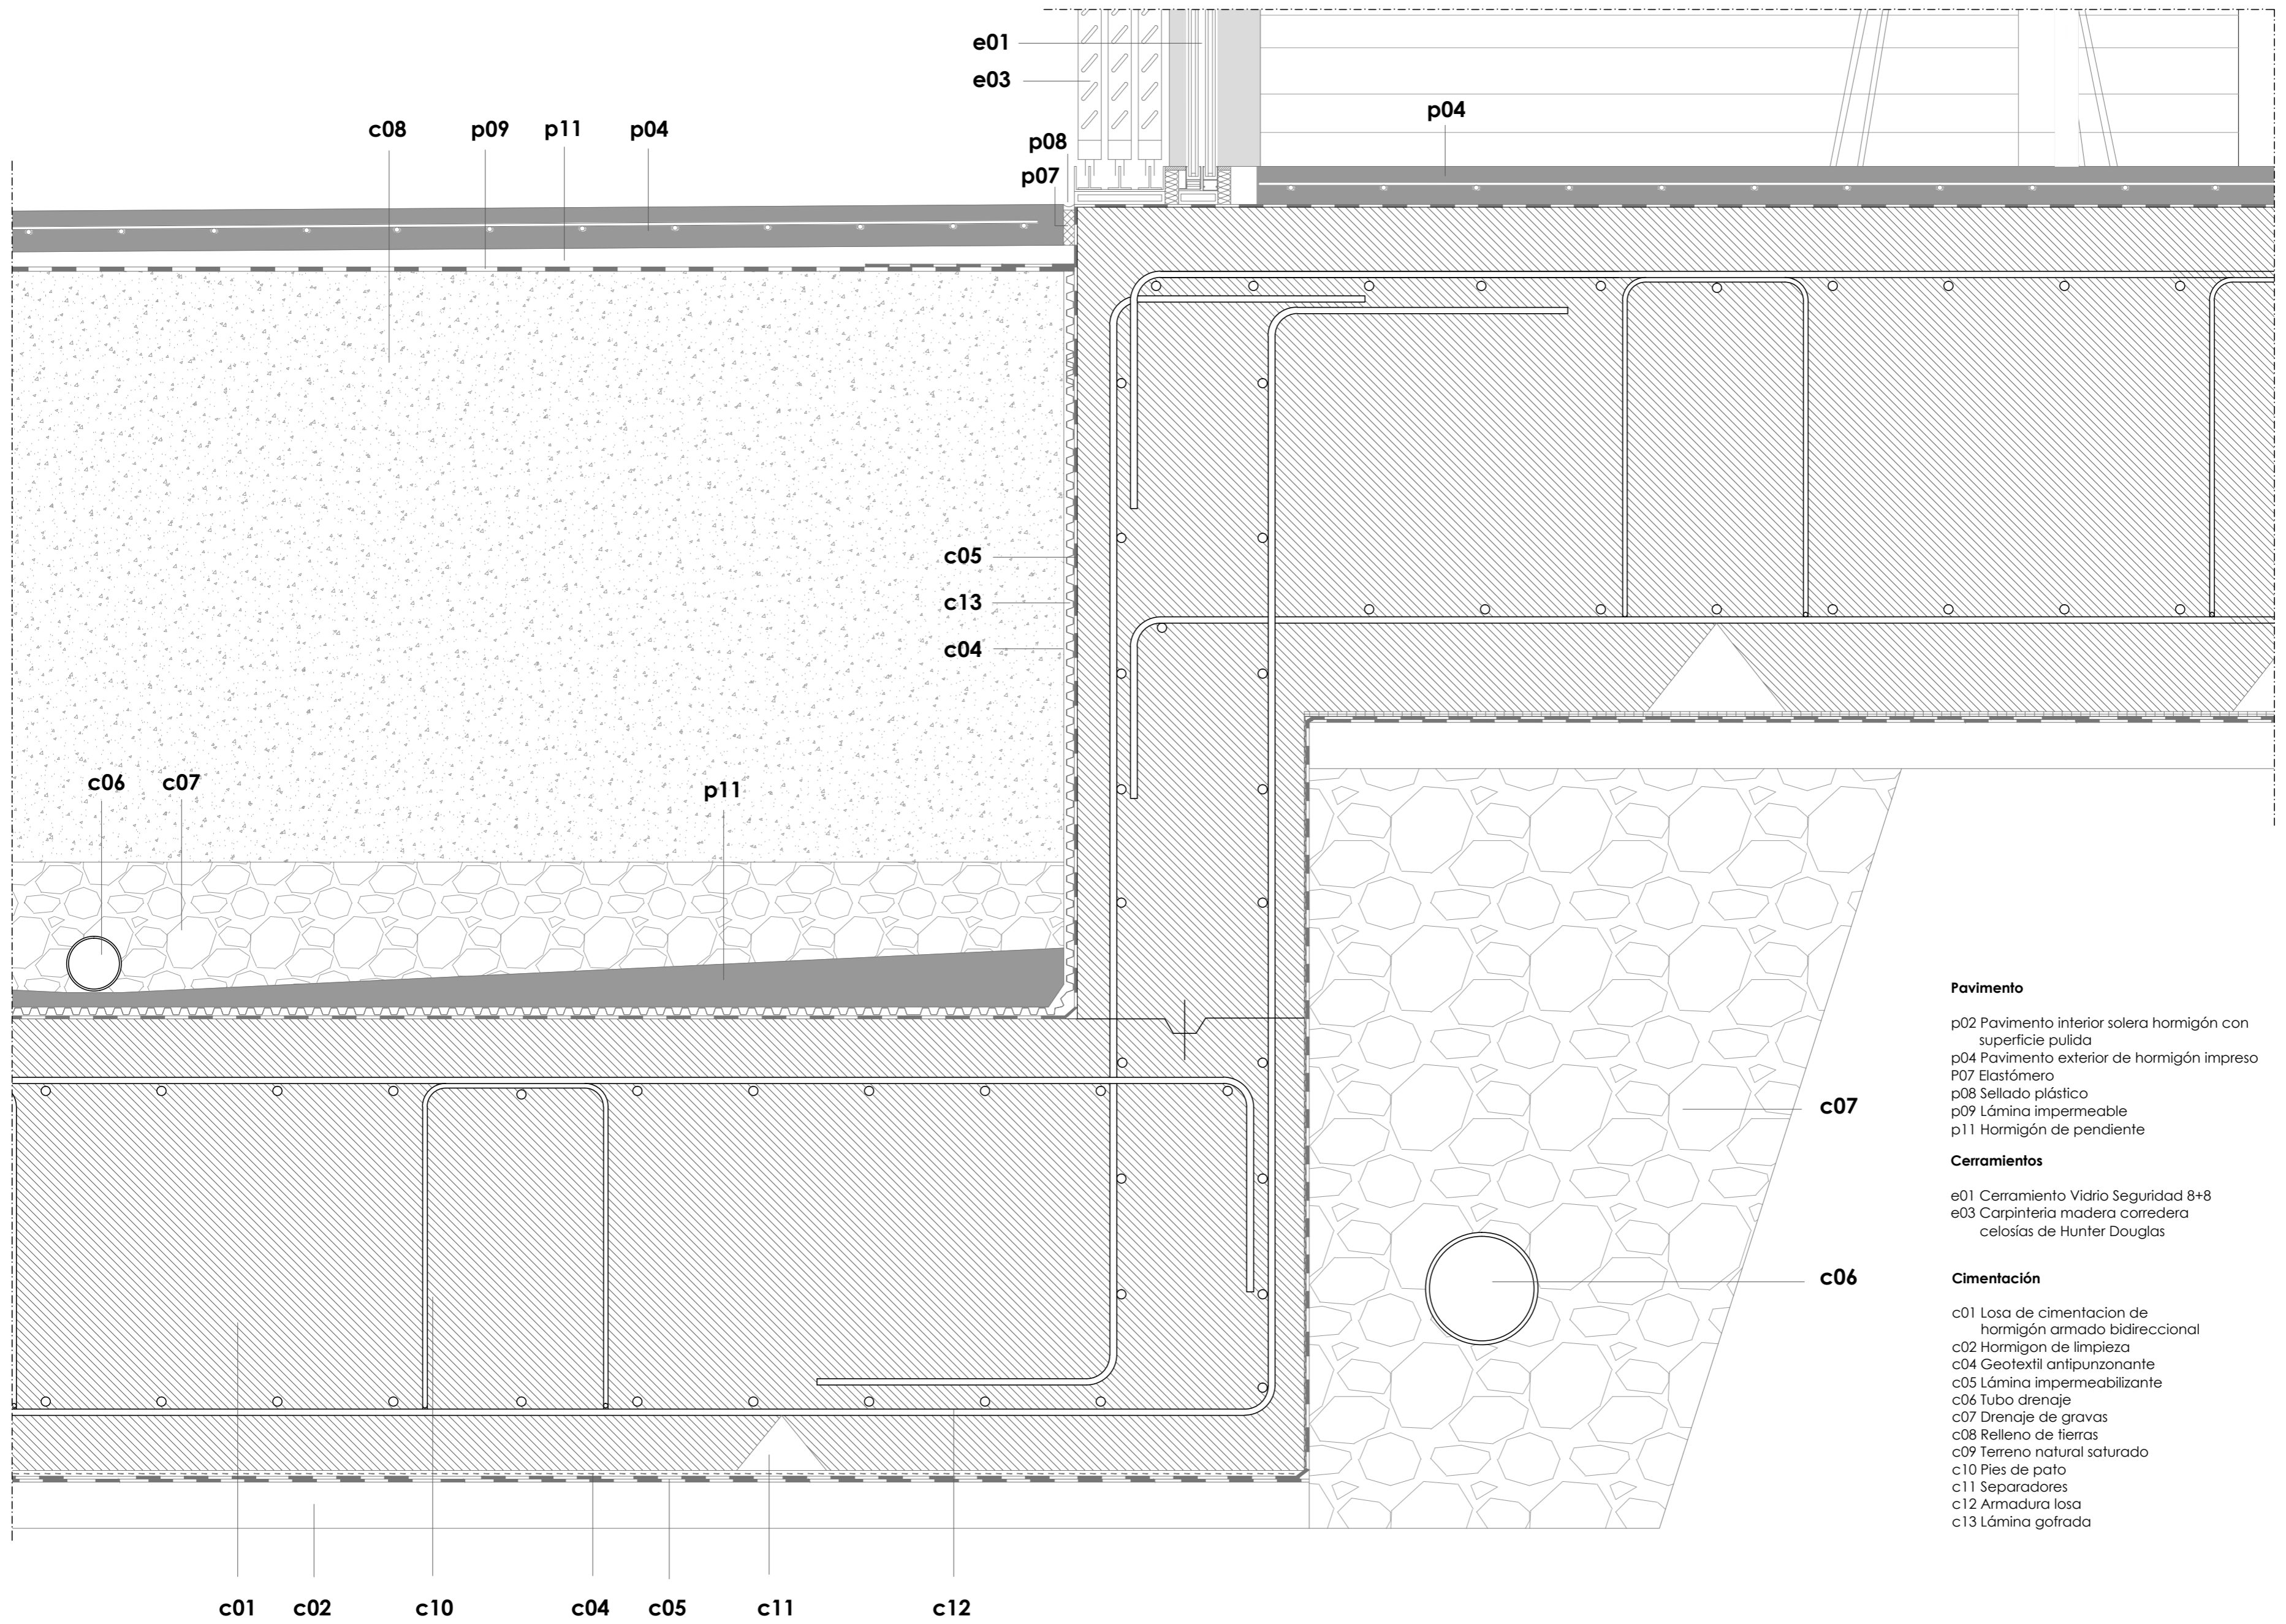 e01
e03
c08 p09 p11 p04
p08
p04
p07
c05
c13
c04
c06 c07
p11
c07
c06
Pavimento
p02 Pavimento interior solera hormigón con
superficie pulida
p04 Pavimento exterior de hormigón impreso
P07 Elastómero
p08 Sellado plástico
p09 Lámina impermeable
p11 Hormigón de pendiente
Cerramientos
e01 Cerramiento Vidrio Seguridad 8+8
e03 Carpinteria madera corredera
celosías de Hunter Douglas
Cimentación
c01 Losa de cimentacion de
hormigón armado bidireccional
c02 Hormigon de limpieza
c04 Geotextil antipunzonante
c05 Lámina impermeabilizante
c06 Tubo drenaje
c07 Drenaje de gravas
c08 Relleno de tierras
c09 Terreno natural saturado
c10 Pies de pato
c11 Separadores
c12 Armadura losa
c13 Lámina gofrada
c01 c02 c10 c04 c05 c11 c12